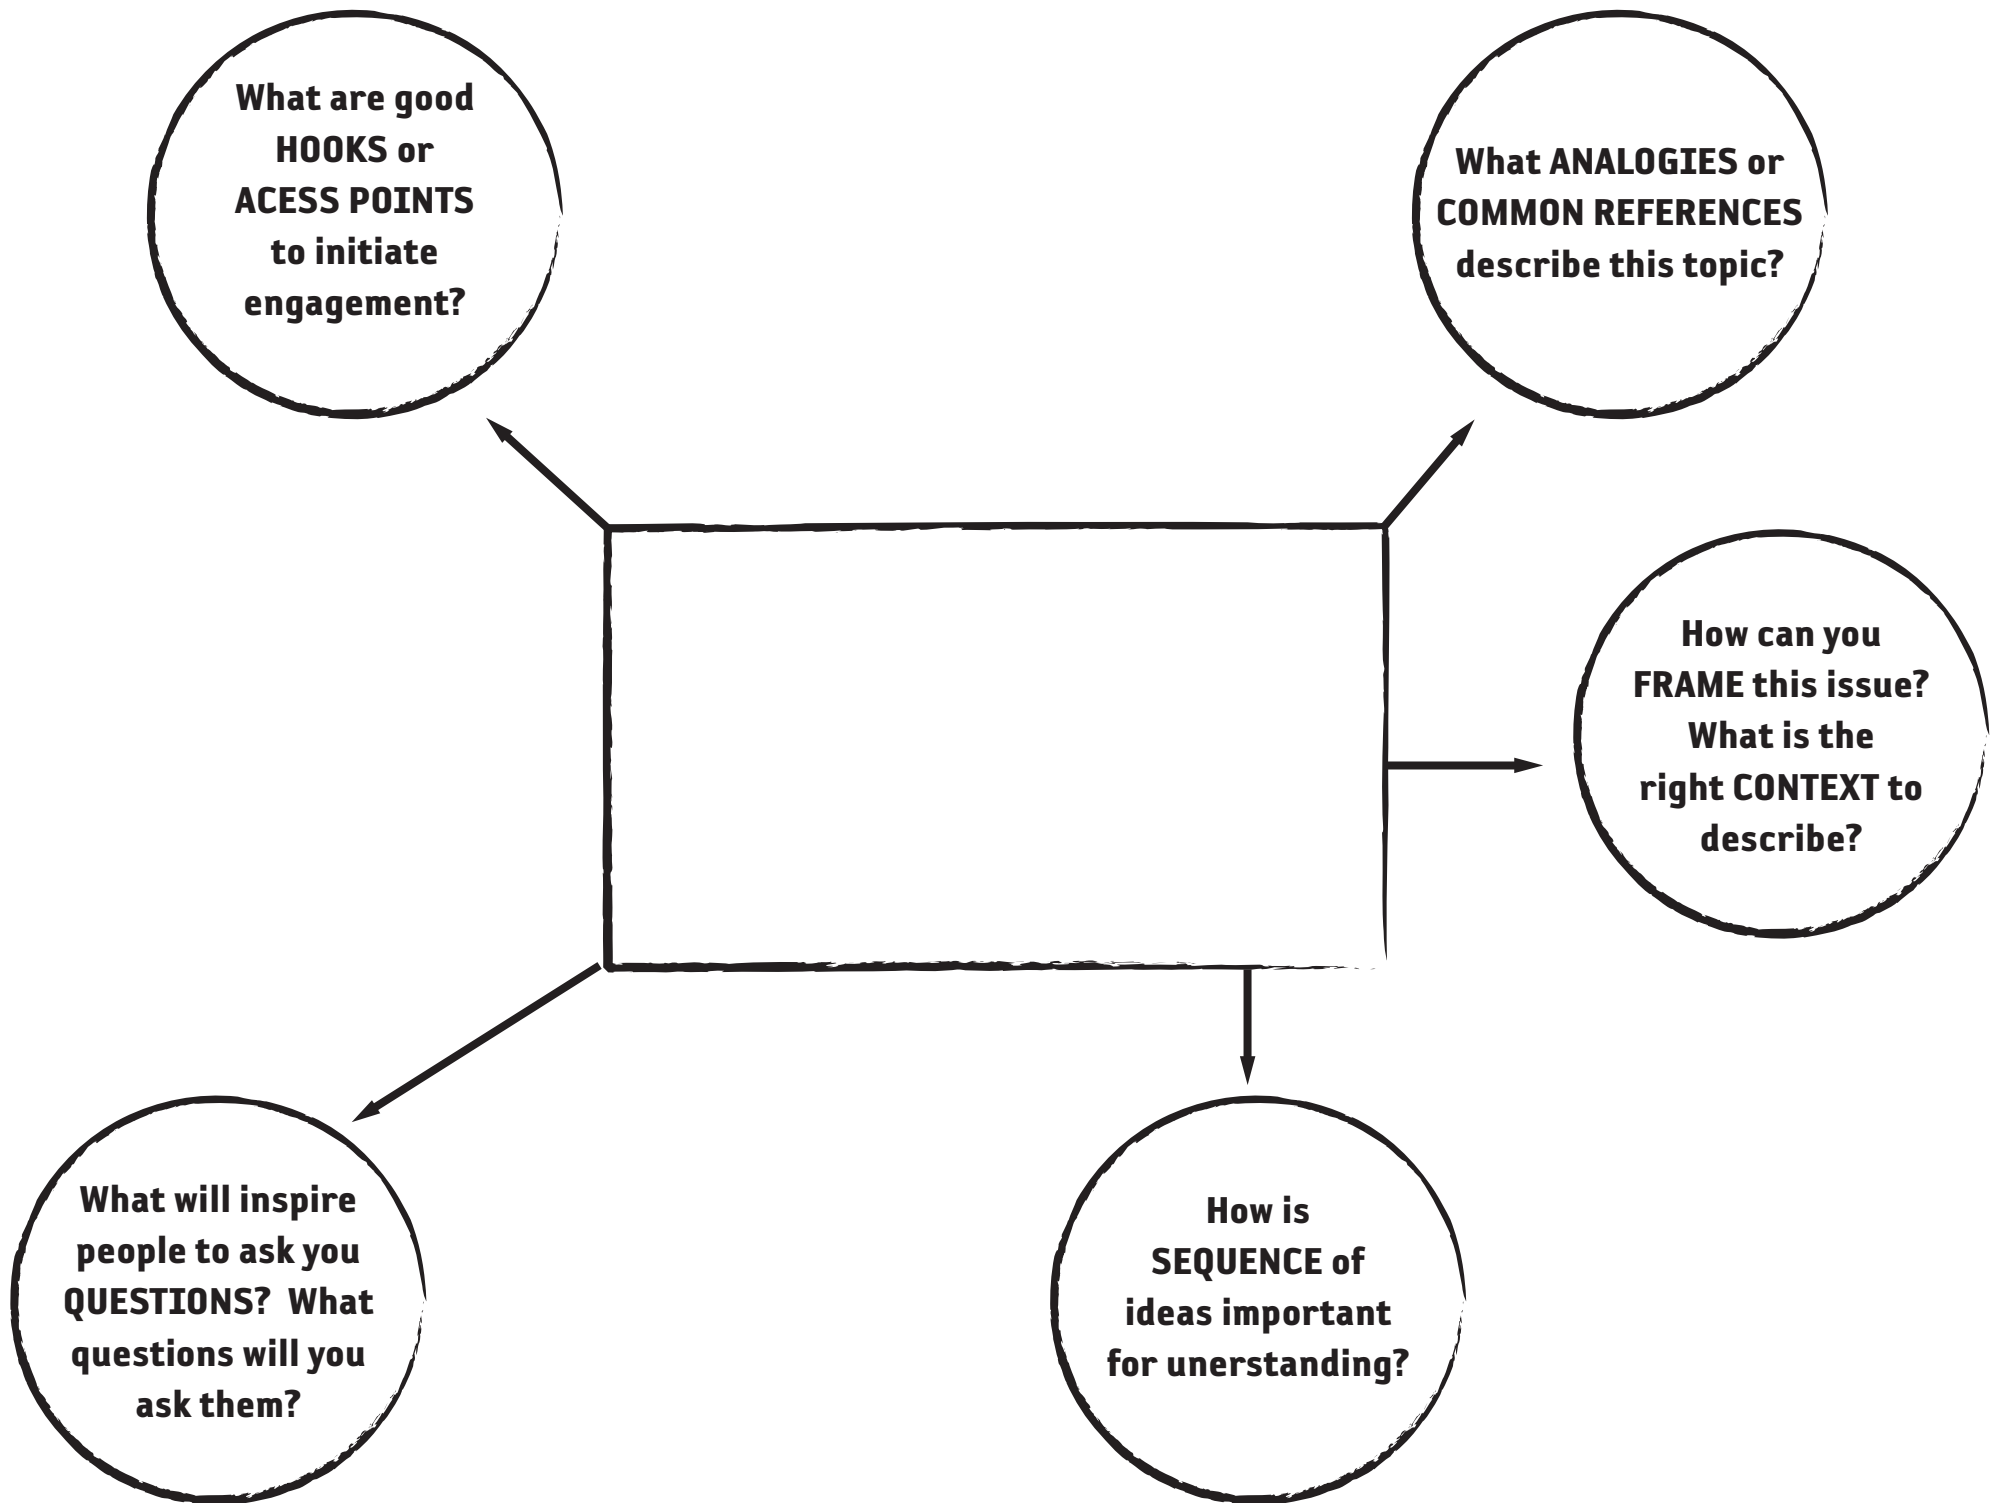 What are good
HOOKS or
ACESS POINTS
to initiate
engagement?
What ANALOGIES or
COMMON REFERENCES
describe this topic?
How can you
FRAME this issue?
What is the
right CONTEXT to
describe?
What will inspire
people to ask you
QUESTIONS?  What
questions will you
ask them?
How is
SEQUENCE of
ideas important
for unerstanding?